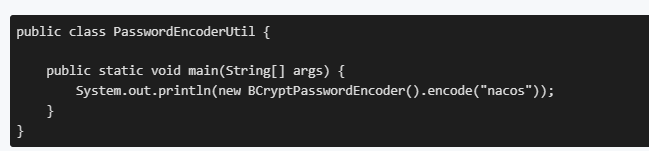 public class PasswordEncoderUtil {
    public static void main(String[] args) {
        System.out.println(new BCryptPasswordEncoder().encode("nacos"));
    }
}